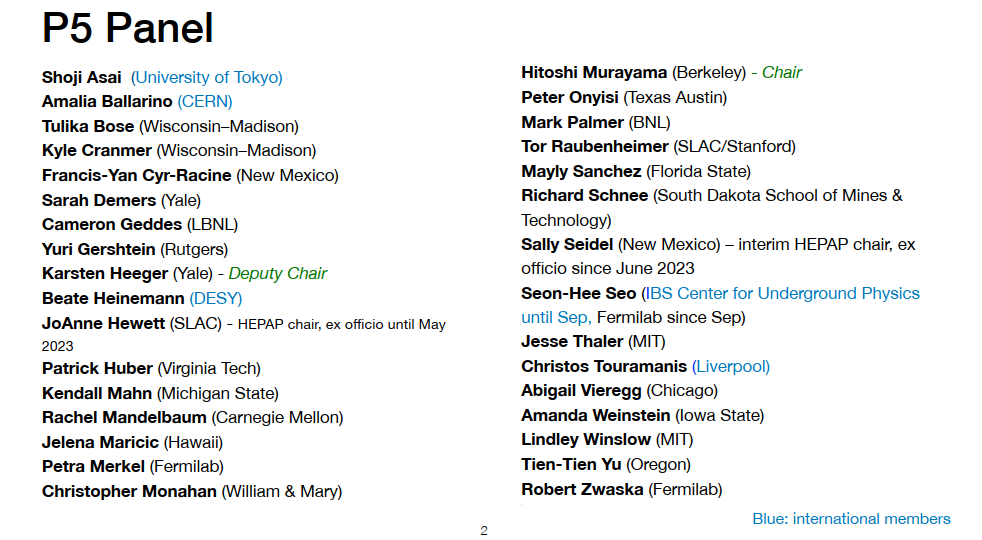 P5 Panel
Shoji Asai (University of Tokyo)
Amalia Ballarino (CERN)
Tulika Bose (Wisconsin–Madison)
Kyle Cranmer (Wisconsin–Madison)
Francis-Yan Cyr-Racine (New Mexico)
Sarah Demers (Yale)
Cameron Geddes (LBNL)
Yuri Gershtein (Rutgers)
Karsten Heeger (Yale) - Deputy Chair
Beate Heinemann (DESY)
JoAnne Hewett (SLAC) - HEPAP chair, ex officio until May
2023
Patrick Huber (Virginia Tech)
Kendall Mahn (Michigan State)
Rachel Mandelbaum (Carnegie Mellon)
Jelena Maricic (Hawaii)
Petra Merkel (Fermilab)
Christopher Monahan (William & Mary)
Hitoshi Murayama (Berkeley) - Chair
Peter Onyisi (Texas Austin)
Mark Palmer (BNL)
Tor Raubenheimer (SLAC/Stanford)
Mayly Sanchez (Florida State)
Richard Schnee (South Dakota School of Mines &
Technology)
Sally Seidel (New Mexico) – interim HEPAP chair, ex
officio since June 2023
Seon-Hee Seo (IBS Center for Underground Physics
until Sep, Fermilab since Sep)
Jesse Thaler (MIT)
Christos Touramanis (Liverpool)
Abigail Vieregg (Chicago)
Amanda Weinstein (Iowa State)
Lindley Winslow (MIT)
Tien-Tien Yu (Oregon)
Robert Zwaska (Fermilab)
Blue: international members
2